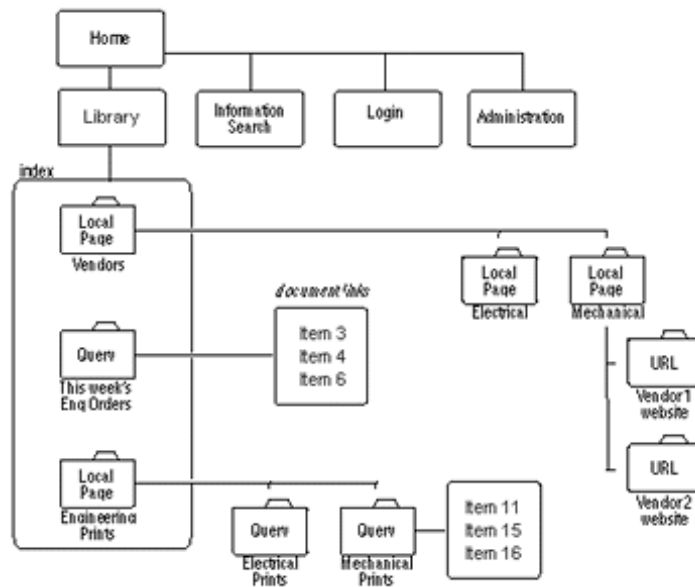 Home
Library
Information
Search
Login
Administration
index
Local
Page
Vendors
Local
Page
Electrical
Local
Page
Mechanical
document links
Item 3
Item 4
Item 6
Query
This week's
Eng Orders
URL
Vendor1
website
URL
Vendor2
website
Local
Page
Engineering
Prints
Query
Electrical
Prints
Query
Mechanical
Prints
Item 11
Item 15
Item 16